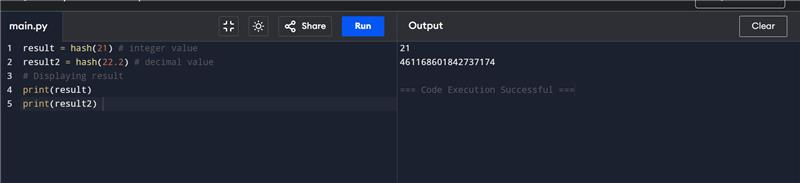 main.py
Share
Run
Output
Clear
1 result = hash(21) # integer value
2 result2 = hash(22.2) # decimal value
3 # Displaying result
4 print(result)
5 print(result2)
21
461168601842737174
=== Code Execution Successful ===